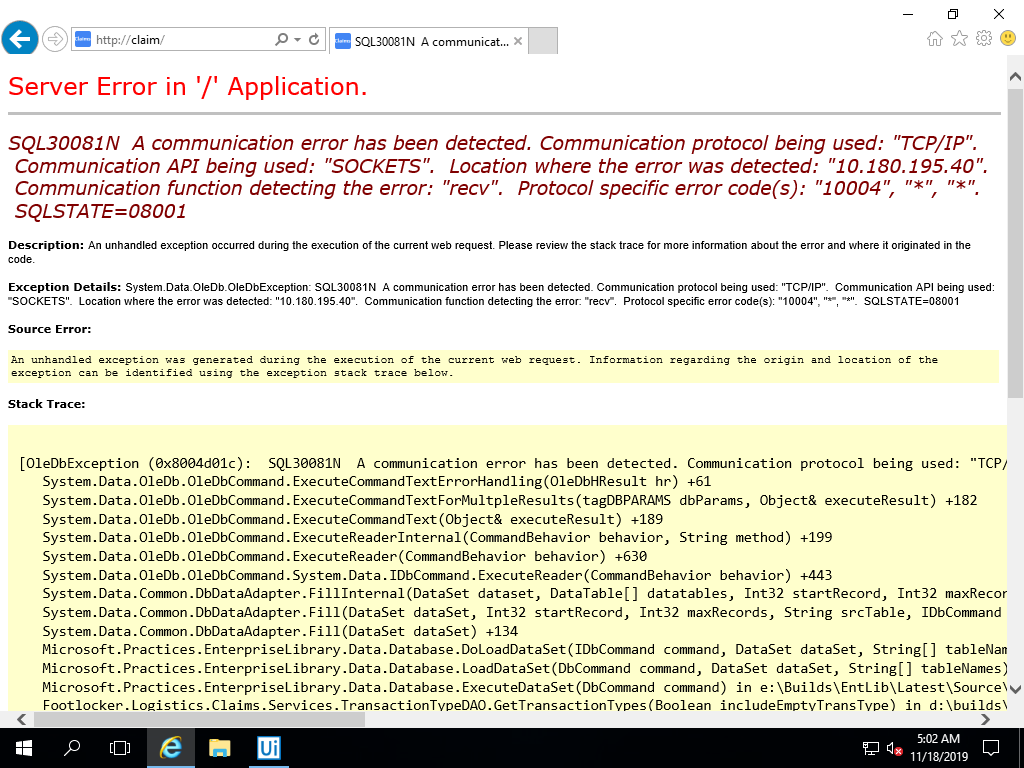 http://claim/
SQL30081N A communicat...
Server Error in '/' Application.
SQL30081N  A communication error has been detected. Communication protocol being used: "TCP/IP".
Communication API being used: "SOCKETS".  Location where the error was detected: "10.180.195.40".
Communication function detecting the error: "recv".  Protocol specific error code(s): "10004", "*", "*".
SQLSTATE=08001
Description: An unhandled exception occurred during the execution of the current web request. Please review the stack trace for more information about the error and where it originated in the
code.
Exception Details: System.Data.OleDb.OleDbException: SQL30081N  A communication error has been detected. Communication protocol being used: "TCP/IP".  Communication API being used:
"SOCKETS".  Location where the error was detected: "10.180.195.40".  Communication function detecting the error: "recv".  Protocol specific error code(s): "10004", "*", "*".  SQLSTATE=08001
Source Error:
An unhandled exception was generated during the execution of the current web request. Information regarding the origin and location of the
exception can be identified using the exception stack trace below.
Stack Trace:
[OleDbException (0x8004d01c):  SQL30081N  A communication error has been detected. Communication protocol being used: "TCP/
System.Data.OleDb.OleDbCommand.ExecuteCommandTextErrorHandling(OleDbHResult hr) +61
System.Data.OleDb.OleDbCommand.ExecuteCommandTextForMultpleResults(tagDBPARAMS dbParams, Object& executeResult) +182
System.Data.OleDb.OleDbCommand.ExecuteCommandText(Object& executeResult) +189
System.Data.OleDb.OleDbCommand.ExecuteReaderInternal(CommandBehavior behavior, String method) +199
System.Data.OleDb.OleDbCommand.ExecuteReader(CommandBehavior behavior) +630
System.Data.OleDb.OleDbCommand.System.Data.IDbCommand.ExecuteReader(CommandBehavior behavior) +443
System.Data.Common.DbDataAdapter.FillInternal(DataSet dataset, DataTable[] datatables, Int32 startRecord, Int32 maxRecor
System.Data.Common.DbDataAdapter.Fill(DataSet dataSet, Int32 startRecord, Int32 maxRecords, String srcTable, IDbCommand
System.Data.Common.DbDataAdapter.Fill(DataSet dataSet) +134
Microsoft.Practices.EnterpriseLibrary.Data.Database.DoLoadDataSet(IDbCommand command, DataSet dataSet, String[] tableNam
Microsoft.Practices.EnterpriseLibrary.Data.Database.LoadDataSet(DbCommand command, DataSet dataSet, String[] tableNames)
Microsoft.Practices.EnterpriseLibrary.Data.Database.ExecuteDataSet(DbCommand command) in e:\Builds\EntLib\Latest\Source\
Footlocker.Logistics.Claims.Services.TransactionTypeDAO.GetTransactionTypes(Boolean includeEmptyTransType) in d:\builds\
Ui
5:02 AM
11/18/2019